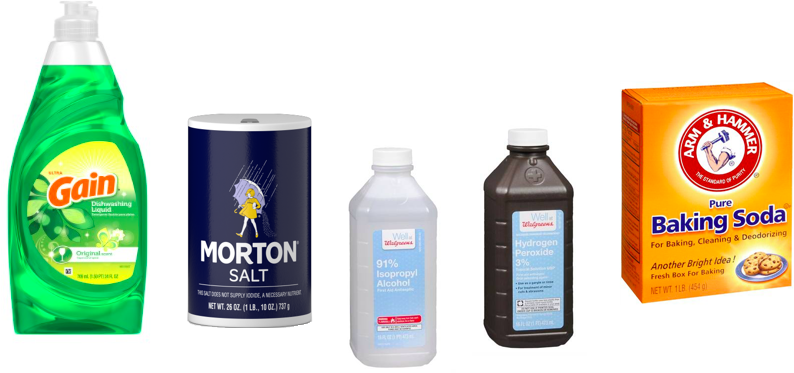 ULTRA
Gain
Dishwashing
Liquid
Original
MORTON®
SALT
THIS SALT DOES NOT SUPPLY IODIDE, A NECESSARY NUTRIENT
NET WT. 26 OZ. (1 LB., 10 OZ.) 737 g
Well at
Walgreens
91%
Isopropyl
Alcohol
Well at
Walgreens
Hydrogen
Peroxide
3%
ARM & HAMMER
THE STANDARD OF PURITY
Pure
Baking Soda
For Baking, Cleaning & Deodorizing
Another Bright Idea!
Fresh Box For Baking
NET WT. 1 LB. (454 g)